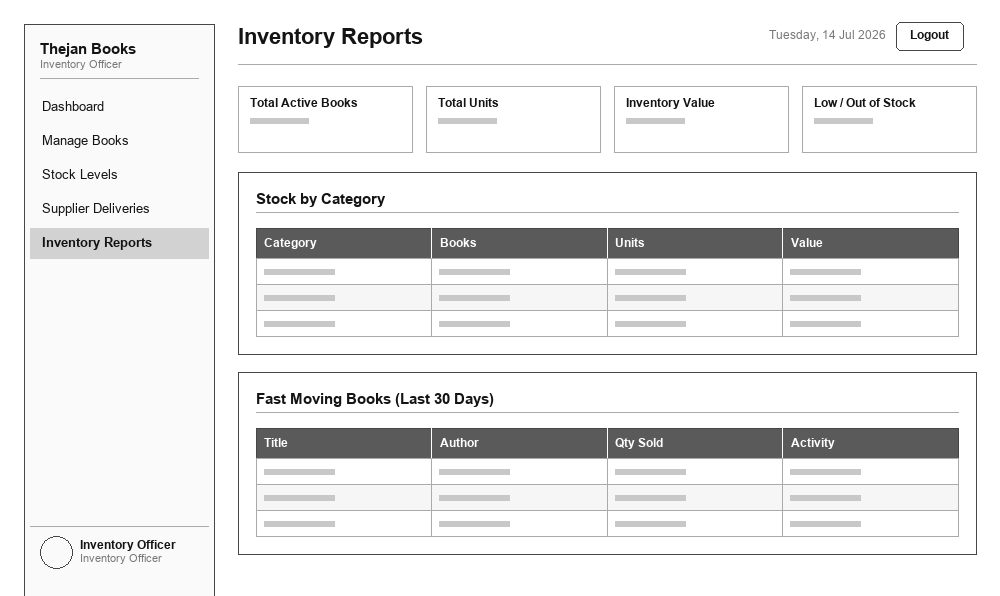 Thejan Books
Inventory Officer
Dashboard
Manage Books
Stock Levels
Supplier Deliveries
Inventory Reports
Inventory Officer
Inventory Officer
Inventory Reports
Tuesday, 14 Jul 2026
Logout
Total Active Books
Total Units
Inventory Value
Low / Out of Stock
Stock by Category
Category Books Units Value
Fast Moving Books (Last 30 Days)
Title Author Qty Sold Activity